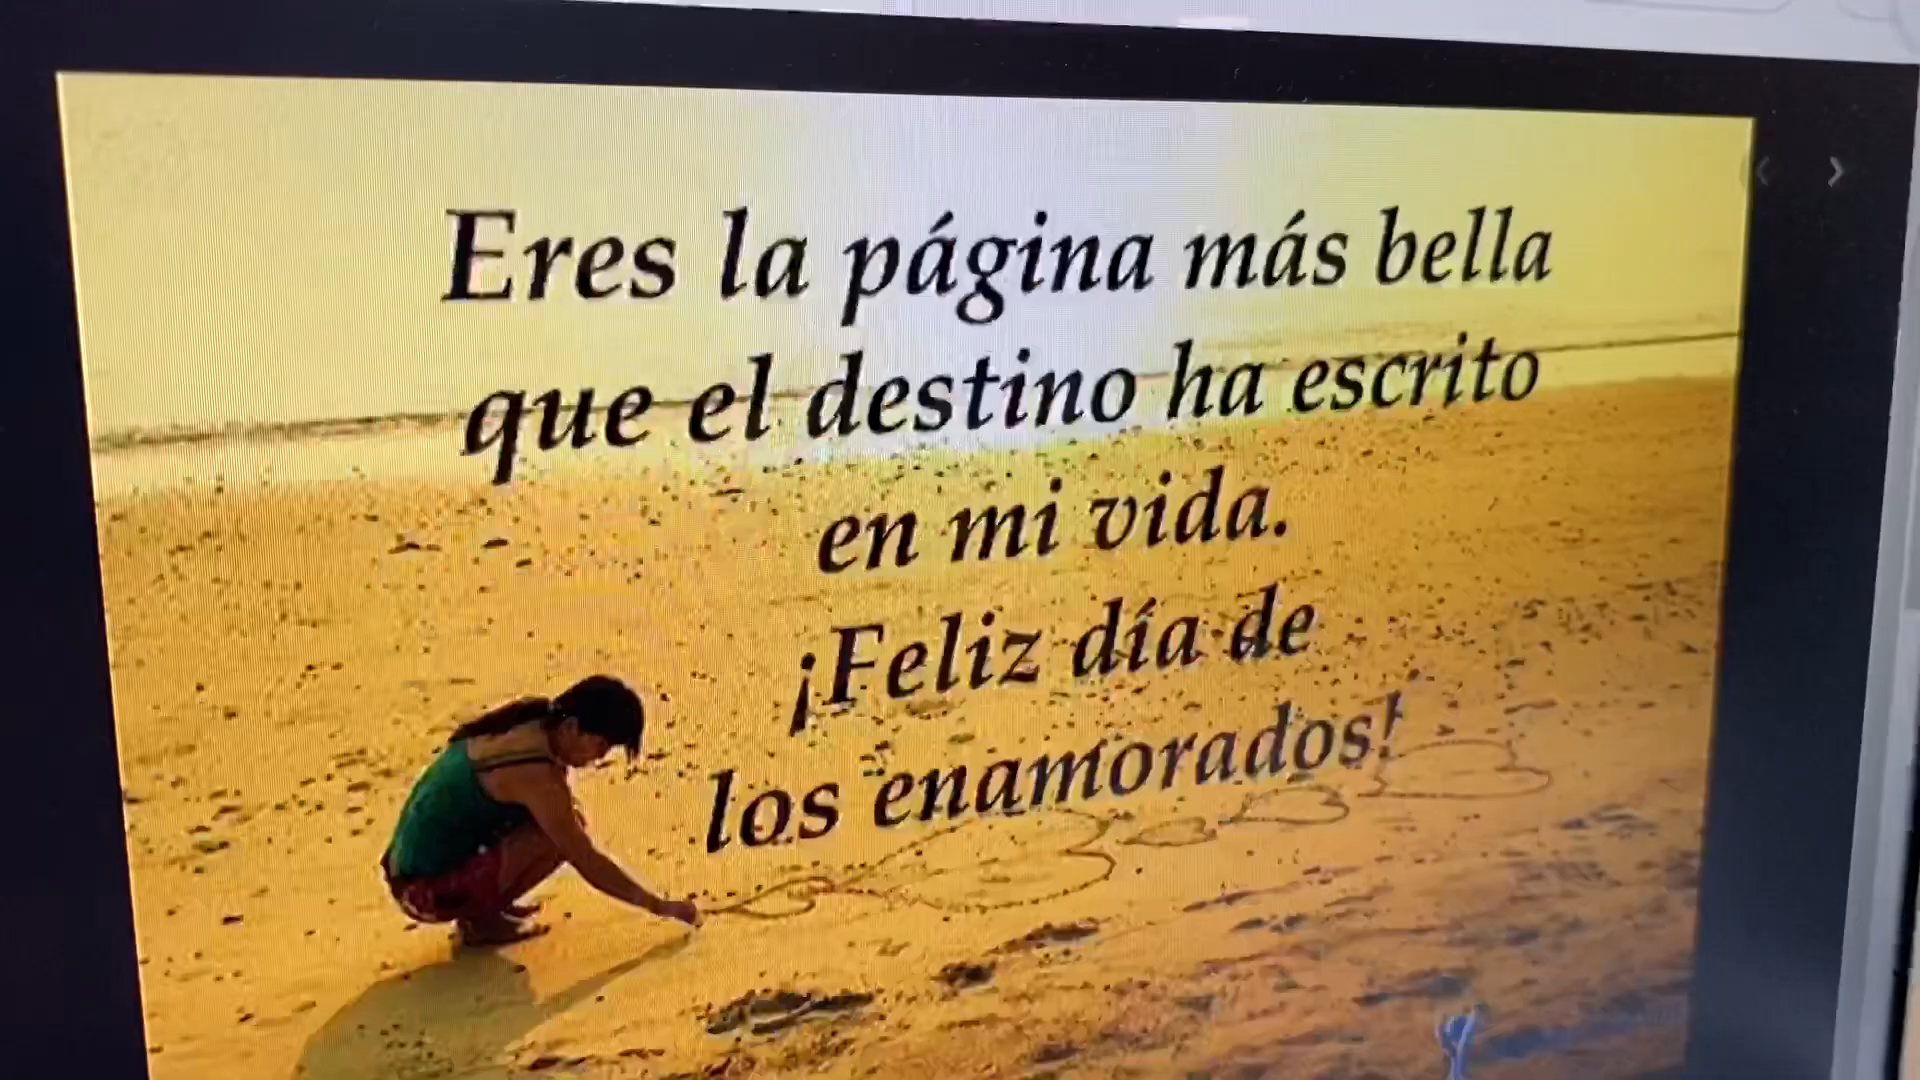 Eres la página más bella
que el destino ha escrito
en mi vida.
¡Feliz día de
los enamorados!